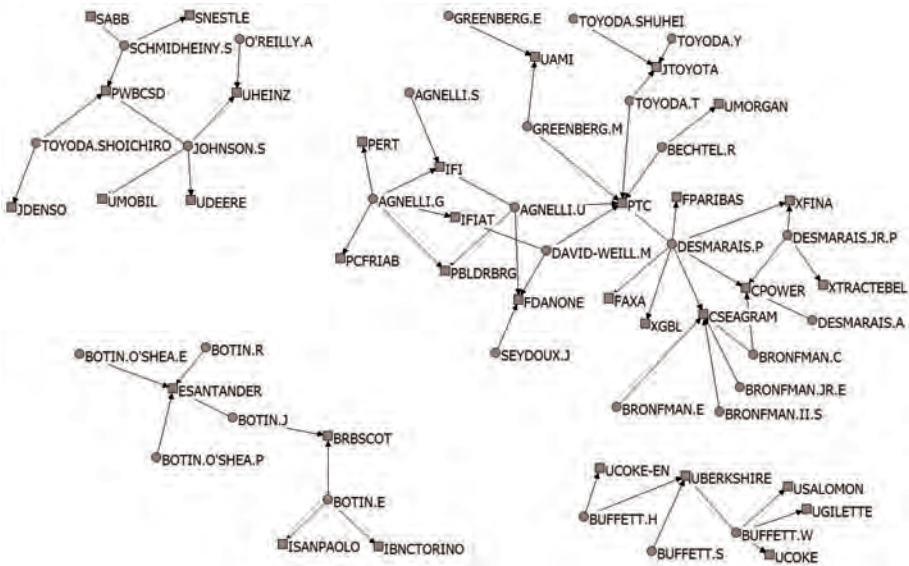 SABB
SNESTLE
SCHMIDHEINY.S
O'REILLY.A
PWBCSD
UHEINZ
TOYODA.SHOICHIRO
JOHNSON.S
JDENSO
UMOBIL
UDEERE
GREENBERG.E
TOYODA.SHUHEI
TOYODA.Y
UAMI
JTOYOTA
AGNELLI.S
TOYODA.T
UMORGAN
GREENBERG.M
PERT
BECHTEL.R
IFI
AGNELLI.G
IFIAT
AGNELLI.U
PTC
FPARIBAS
XFINA
DAVID-WEILL.M
DESMARAIS.P
DESMARAIS.JR.P
PCFRIAB
PBLDRBRG
FDANONE
FAXA
CPOWER
XTRACTEBEL
XGBL
CSEAGRAM
DESMARAIS.A
SEYDOUX.J
BRONFMAN.C
BRONFMAN.JR.E
BRONFMAN.E
BRONFMAN.II.S
BOTIN.O'SHEA.E
BOTIN.R
ESANTANDER
BOTIN.J
BRBSCOT
BOTIN.O'SHEA.P
BOTIN.E
ISANPAOLO
IBNCTORINO
UCOKE-EN
UBERKSHIRE
USALOMON
UGILETTE
BUFFETT.H
BUFFETT.W
BUFFETT.S
UCOKE